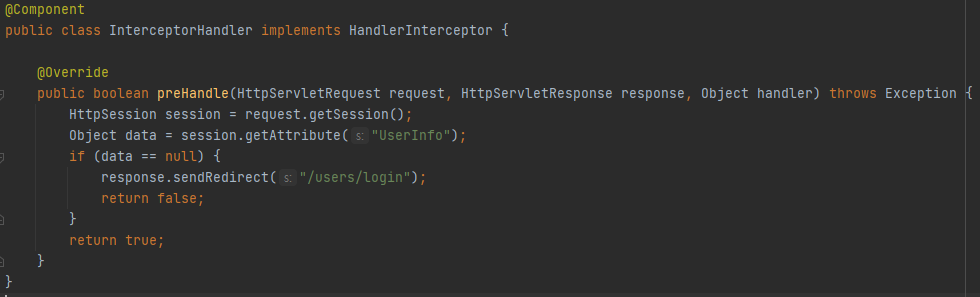 @Component
public class InterceptorHandler implements HandlerInterceptor {
@Override
public boolean preHandle(HttpServletRequest request, HttpServletResponse response, Object handler) throws Exception {
HttpSession session = request.getSession();
Object data = session.getAttribute( s: "UserInfo");
if (data == null) {
response.sendRedirect( s: "/users/login");
return false;
}
return true;
}
}